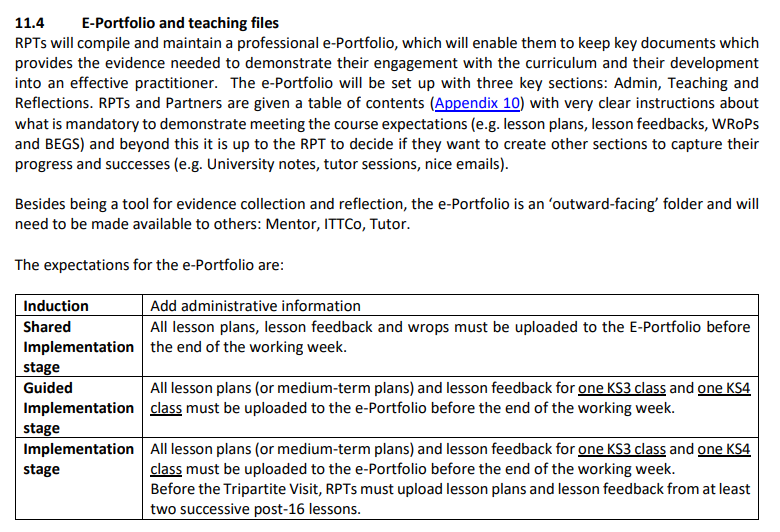 11.4 E-Portfolio and teaching files
RPTs will compile and maintain a professional e-Portfolio, which will enable them to keep key documents which
provides the evidence needed to demonstrate their engagement with the curriculum and their development
into an effective practitioner. The e-Portfolio will be set up with three key sections: Admin, Teaching and
Reflections. RPTs and Partners are given a table of contents (Appendix 10) with very clear instructions about
what is mandatory to demonstrate meeting the course expectations (e.g. lesson plans, lesson feedbacks, WRoPs
and BEGS) and beyond this it is up to the RPT to decide if they want to create other sections to capture their
progress and successes (e.g. University notes, tutor sessions, nice emails).
Besides being a tool for evidence collection and reflection, the e-Portfolio is an ‘outward-facing’ folder and will
need to be made available to others: Mentor, ITTCo, Tutor.
The expectations for the e-Portfolio are:
Induction Add administrative information
Shared All lesson plans, lesson feedback and wrops must be uploaded to the E-Portfolio before
Implementation the end of the working week.
stage
Guided All lesson plans (or medium-term plans) and lesson feedback for one KS3 class and one KS4
Implementation class must be uploaded to the e-Portfolio before the end of the working week.
stage
Implementation All lesson plans (or medium-term plans) and lesson feedback for one KS3 class and one KS4
stage class must be uploaded to the e-Portfolio before the end of the working week.
Before the Tripartite Visit, RPTs must upload lesson plans and lesson feedback from at least
two successive post-16 lessons.